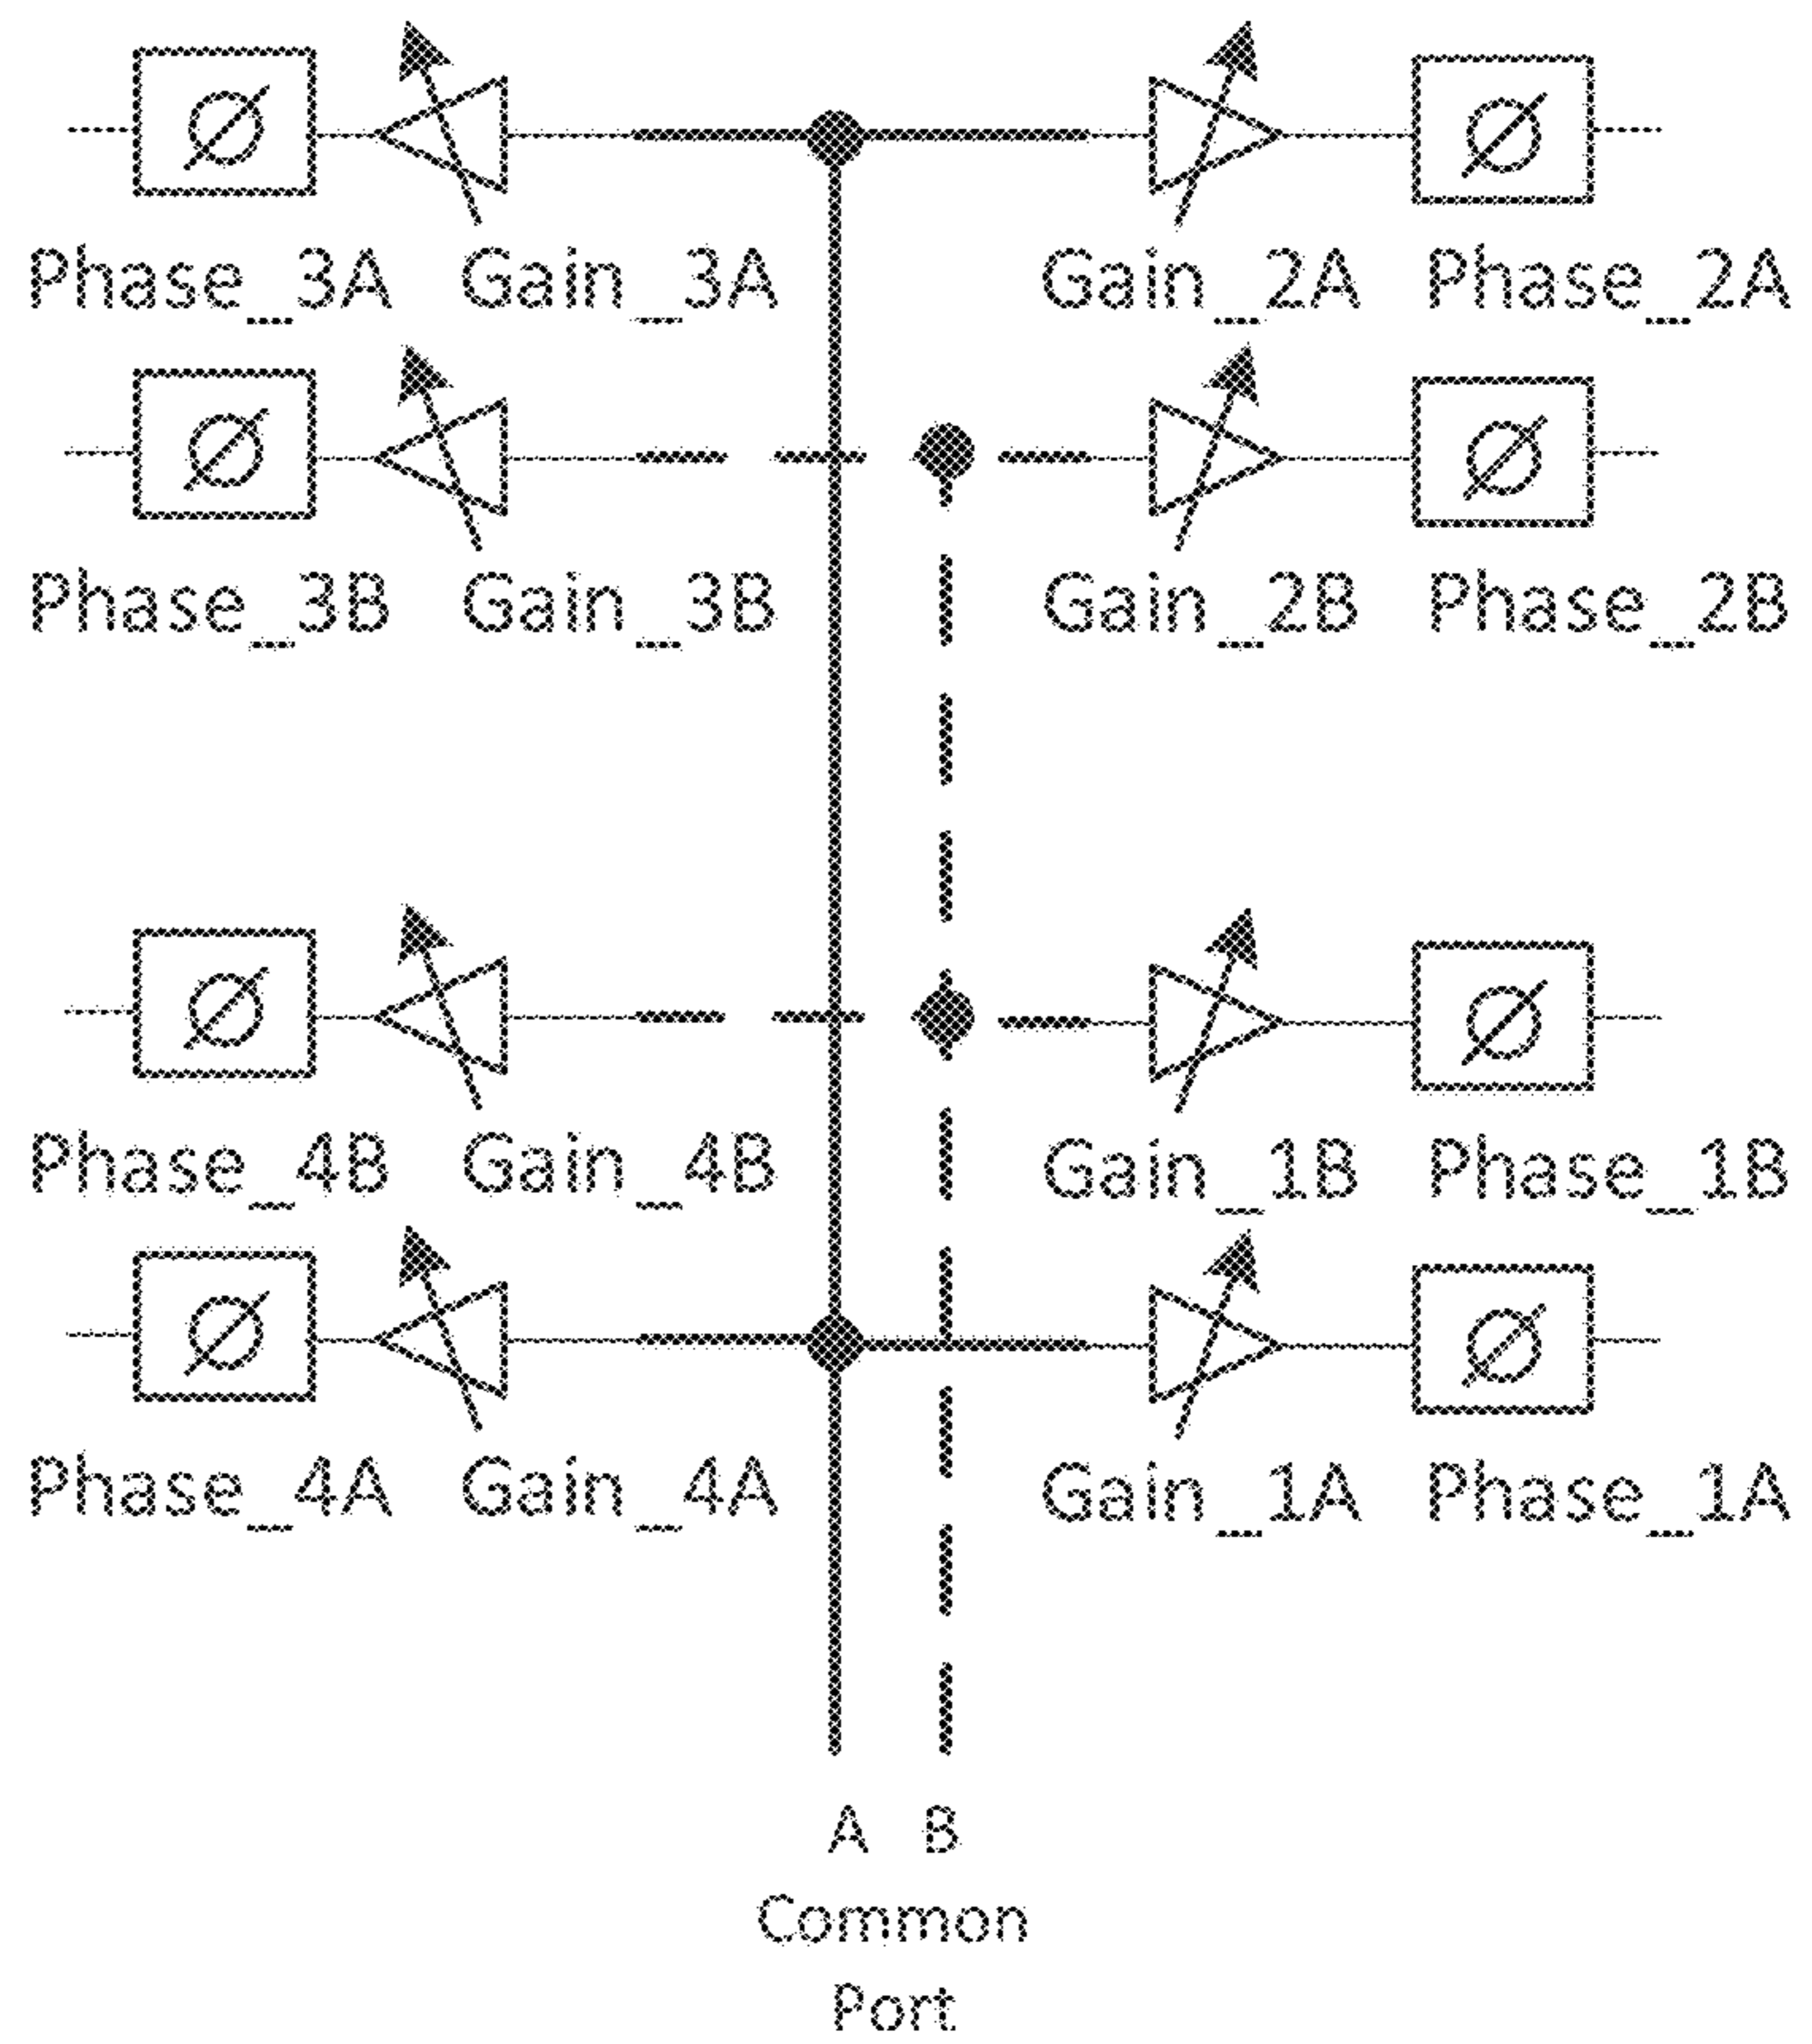 Phase_3A Gain_3A Gain_2A Phase_2A
Phase_3B Gain_3B Gain_2B Phase_2B
Phase_4B Gain_4B Gain_1B Phase_1B
Phase_4A Gain_4A Gain_1A Phase_1A
A B
Common
Port